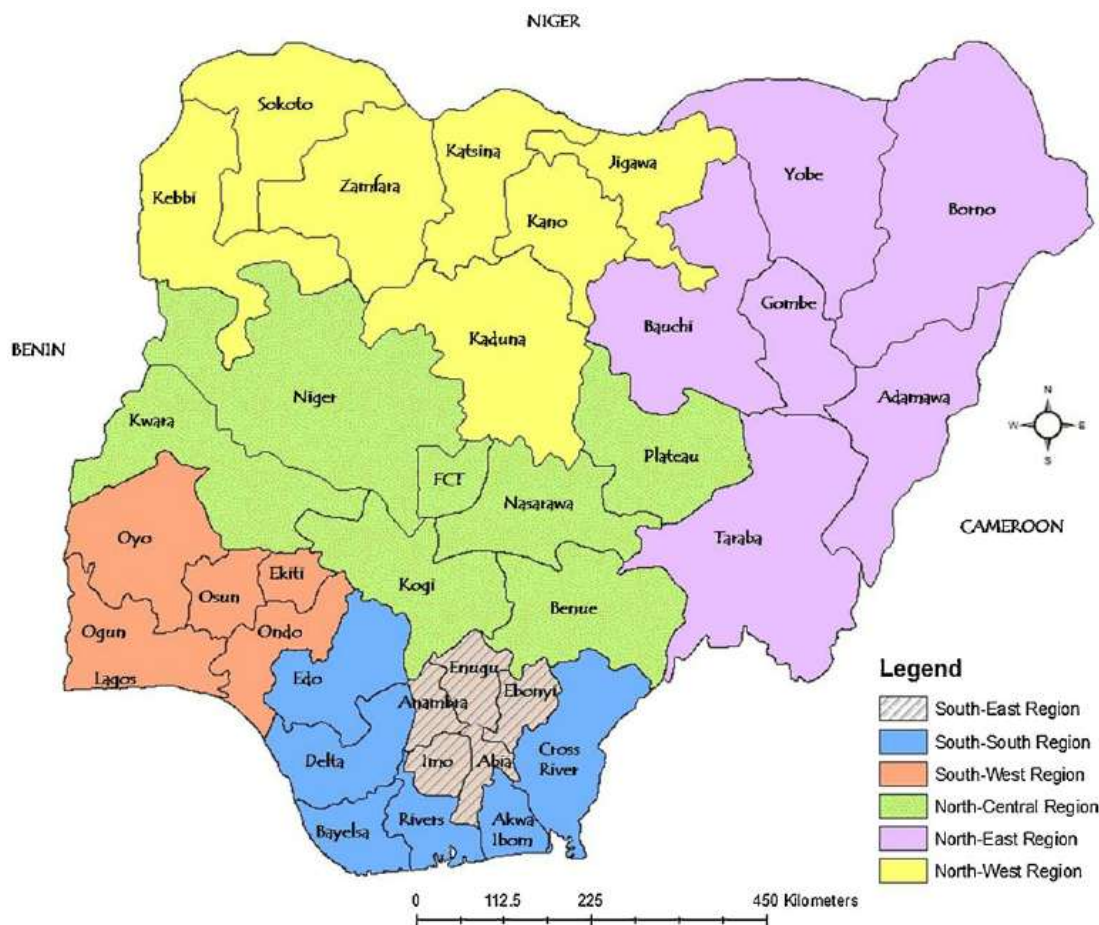 NIGER
Sokoto
Katsina
Jigawa
Yobe
Kebbi
Zamfara
Kano
Borno
Gombe
Bauchi
Kaduna
BENIN
Niger
Adamawa
Kwara
N
W E
S
Plateau
FCT
Nasarawa
CAMEROON
Oyo
Taraba
Ekiti
Osun
Kogi
Benue
Ogun
Ondo
Lagos
Edo
Enugu
Ebonyi
Anambra
Delta
Imo
Abia
Cross
River
Bayelsa
Rivers
Akwa
Ibom
Legend
South-East Region
South-South Region
South-West Region
North-Central Region
North-East Region
North-West Region
0 112.5 225 450 Kilometers